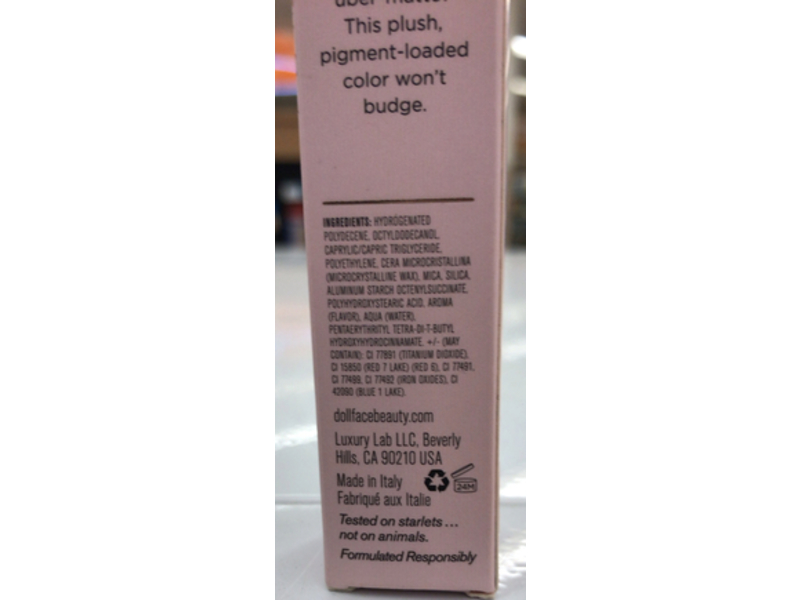 uber matte.
This plush,
pigment-loaded
color won't
budge.
INGREDIENTS: HYDROGENATED
POLYDECENE, OCTYLDODECANOL,
CAPRYLIC/CAPRIC TRIGLYCERIDE,
POLYETHYLENE, CERA MICROCRISTALLINA
(MICROCRYSTALLINE WAX), MICA, SILICA,
ALUMINUM STARCH OCTENYLSUCCINATE,
POLYHYDROXYSTEARIC ACID, AROMA
(FLAVOR), AQUA (WATER),
PENTAERYTHRITYL TETRA-DI-T-BUTYL
HYDROXYHYDROCINNAMATE. +/- (MAY
CONTAIN): CI 77891 (TITANIUM DIOXIDE),
CI 15850 (RED 7 LAKE) (RED 6), CI 77491,
CI 77499, CI 77492 (IRON OXIDES), CI
42090 (BLUE 1 LAKE).
dollfacebeauty.com
Luxury Lab LLC, Beverly
Hills, CA 90210 USA
Made in Italy
24M
Fabriqué aux Italie
Tested on starlets ...
not on animals.
Formulated Responsibly